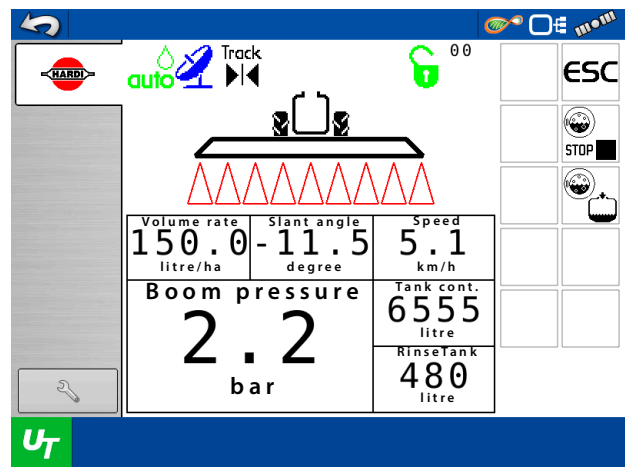 HARDI
auto
Track
00
ESC
STOP
Volume rate
150.0
litre/ha
Slant angle
-11.5
degree
Speed
5.1
km/h
Boom pressure
2.2
bar
Tank cont.
6555
litre
RinseTank
480
litre
UT